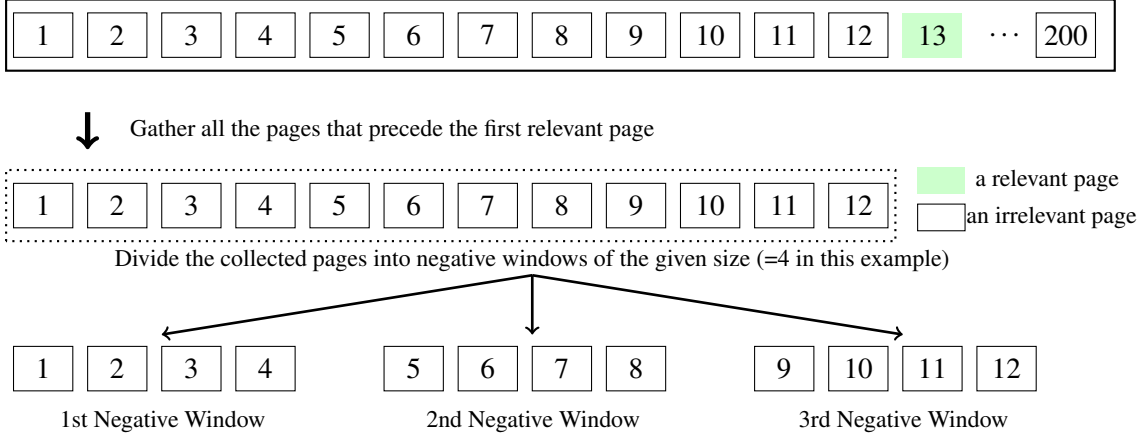 1 2 3 4 5 6 7 8 9 10 11 12 13 ··· 200
Gather all the pages that precede the first relevant page
1 2 3 4 5 6 7 8 9 10 11 12
a relevant page
an irrelevant page
Divide the collected pages into negative windows of the given size (=4 in this example)
1 2 3 4 5 6 7 8 9 10 11 12
1st Negative Window 2nd Negative Window 3rd Negative Window